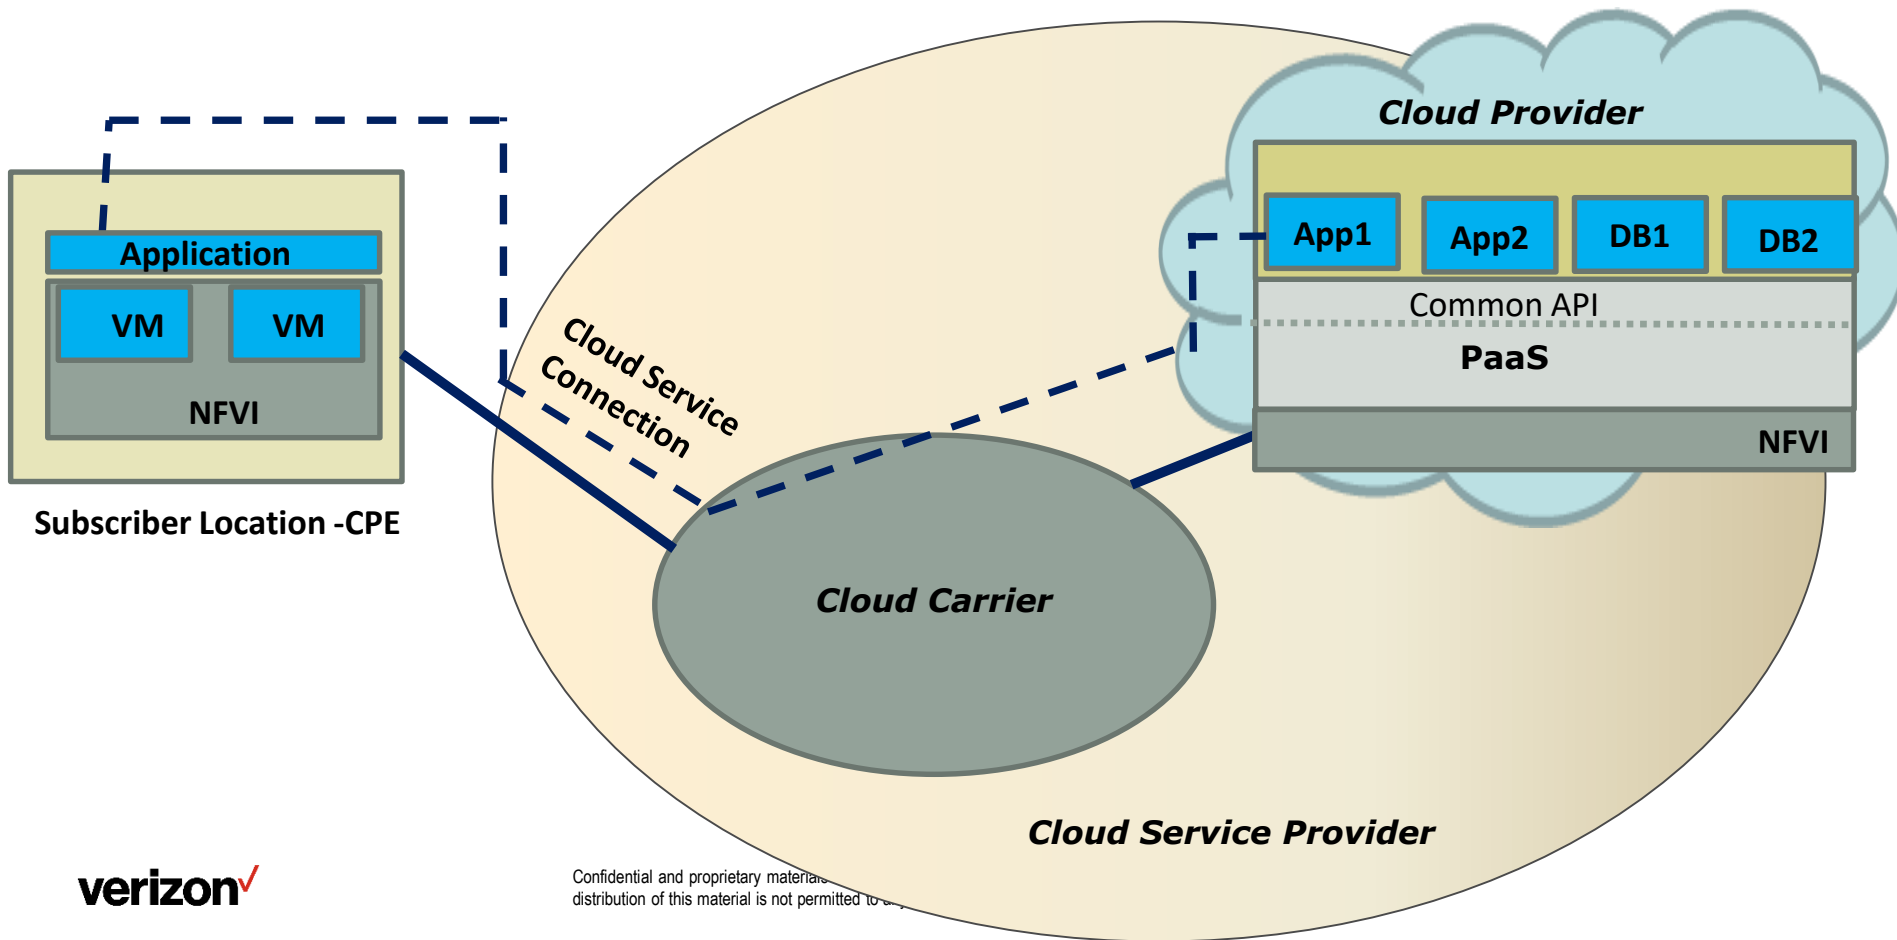 Cloud Provider
App1
App2
DB1
DB2
Common API
PaaS
NFVI
Application
VM
VM
NFVI
Subscriber Location -CPE
Cloud Service
Connection
Cloud Carrier
Cloud Service Provider
verizon
Confidential and proprietary materials
distribution of this material is not permitted to